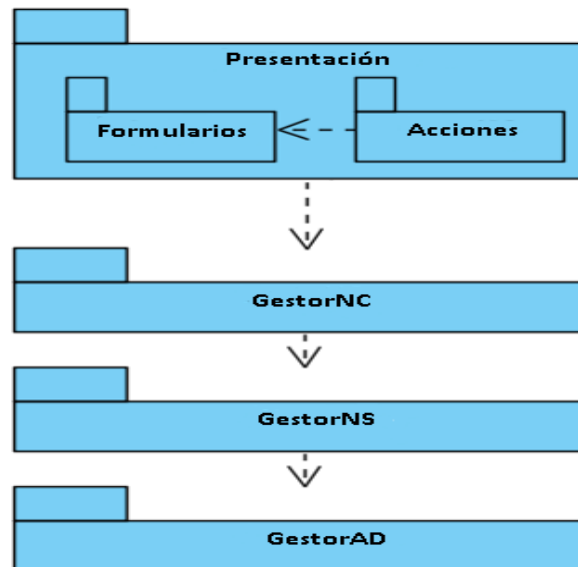 Presentación
Formularios
Acciones
GestorNC
GestorNS
GestorAD